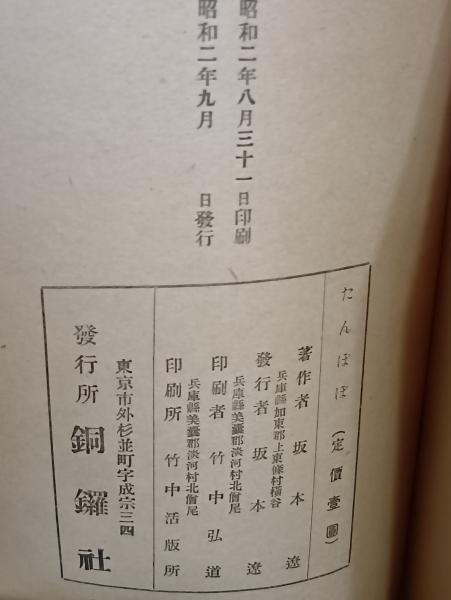 昭和二年八月三十一日印刷
昭和二年九月 日發行
たんぽぽ (定價壹圓)
兵庫縣加東郡上東條村橫谷
著作者 坂本遼
發行者 坂本遼
兵庫縣美嚢郡淡河村北僧尾
印刷者 竹中弘道
兵庫縣美嚢郡淡河村北僧尾
印刷所 竹中活版所
東京市外杉並町字成宗三四
發行所 銅鑼社